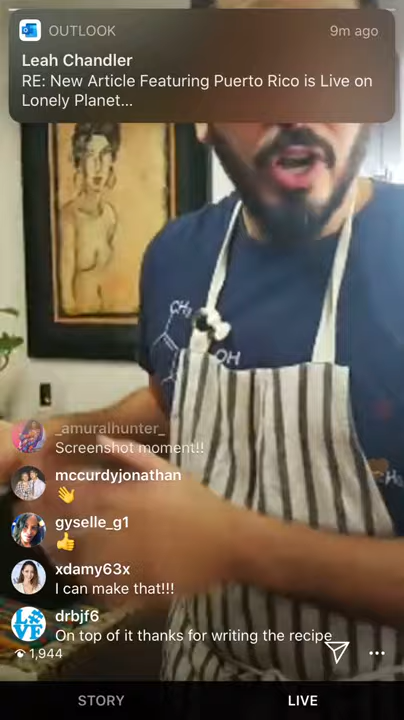 OUTLOOK
9m ago
Leah Chandler
RE: New Article Featuring Puerto Rico is Live on
Lonely Planet...
CH₃
OH
_amuralhunter_
Screenshot moment!!
mccurdyjonathan
👋
gyselle_g1
👍
xdamy63x
I can make that!!!
drbjf6
On top of it thanks for writing the recipe
1,944
STORY
LIVE